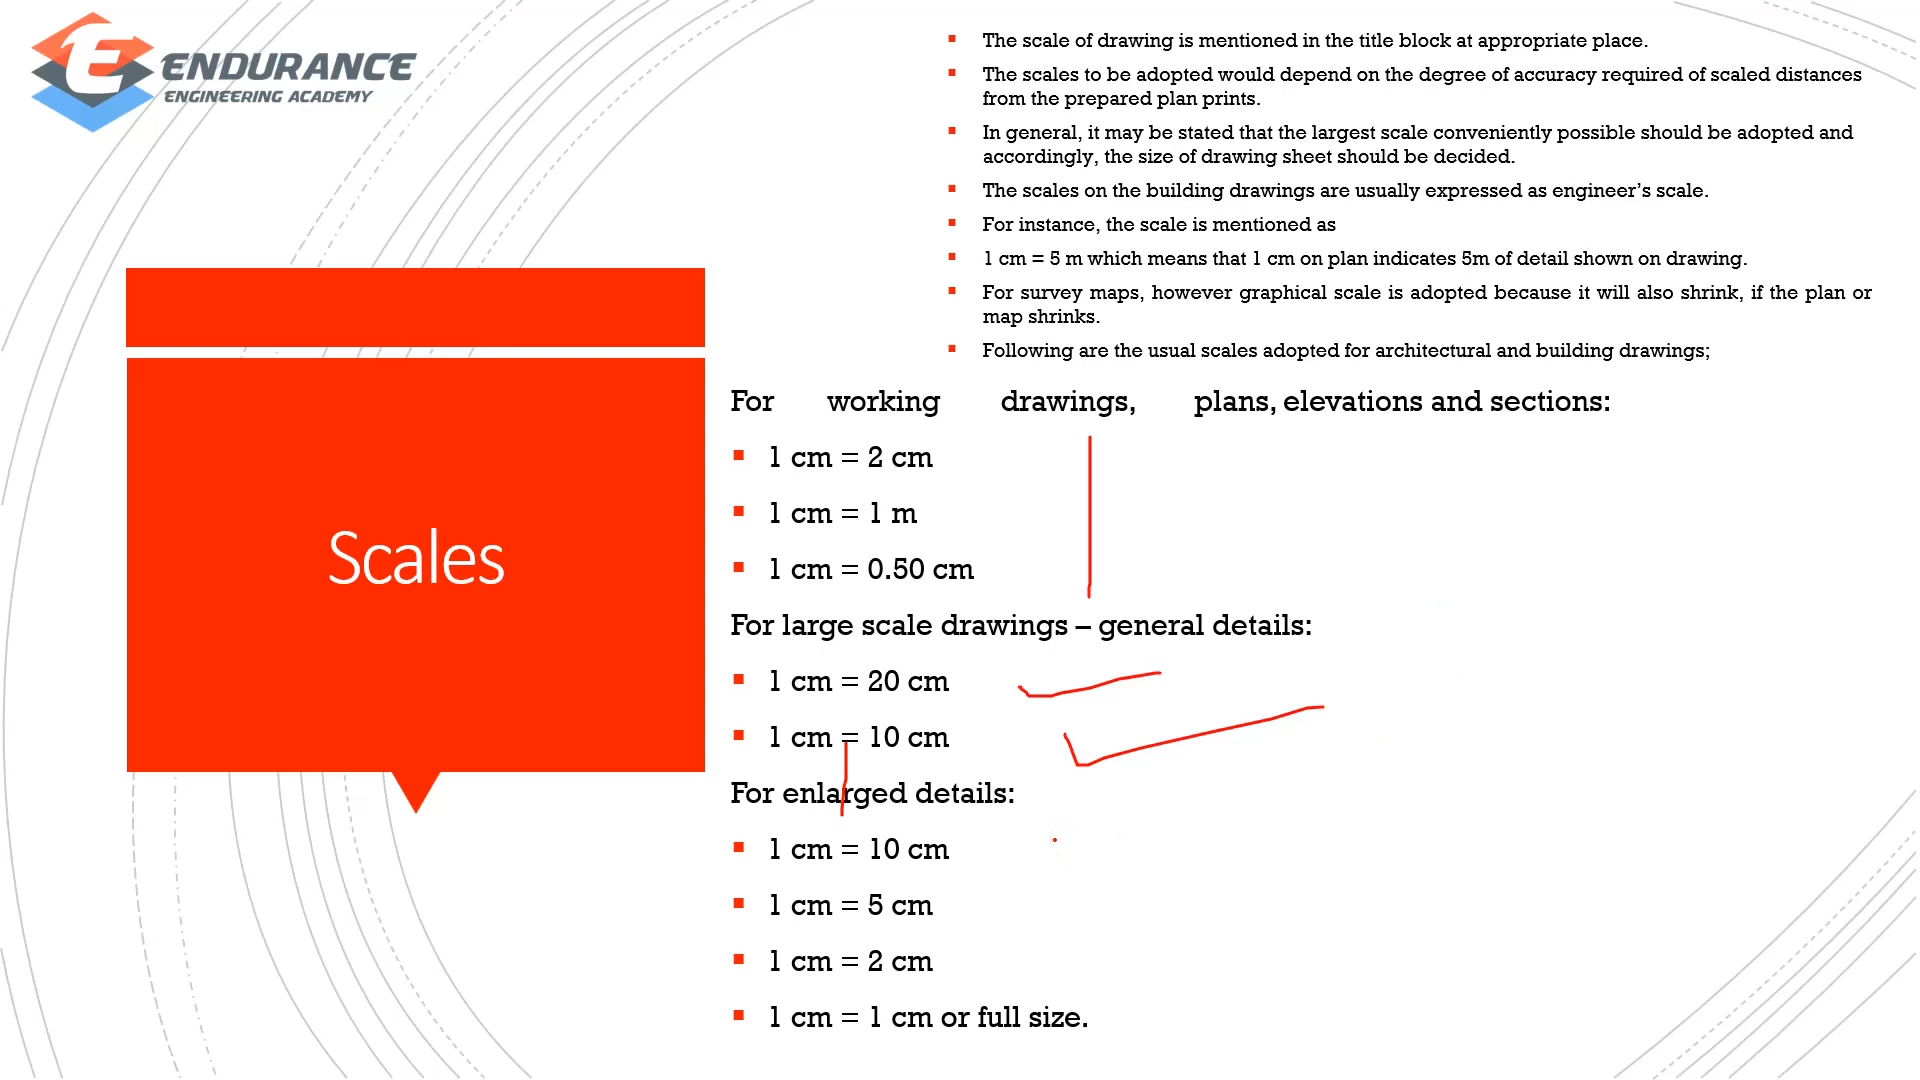 ENDURANCE
ENGINEERING ACADEMY
The scale of drawing is mentioned in the title block at appropriate place.
The scales to be adopted would depend on the degree of accuracy required of scaled distances
from the prepared plan prints.
In general, it may be stated that the largest scale conveniently possible should be adopted and
accordingly, the size of drawing sheet should be decided.
The scales on the building drawings are usually expressed as engineer’s scale.
For instance, the scale is mentioned as
1 cm = 5 m which means that 1 cm on plan indicates 5m of detail shown on drawing.
For survey maps, however graphical scale is adopted because it will also shrink, if the plan or
map shrinks.
Following are the usual scales adopted for architectural and building drawings;
Scales
For working drawings, plans, elevations and sections:
1 cm = 2 cm
1 cm = 1 m
1 cm = 0.50 cm
For large scale drawings – general details:
1 cm = 20 cm
1 cm = 10 cm
For enlarged details:
1 cm = 10 cm
1 cm = 5 cm
1 cm = 2 cm
1 cm = 1 cm or full size.